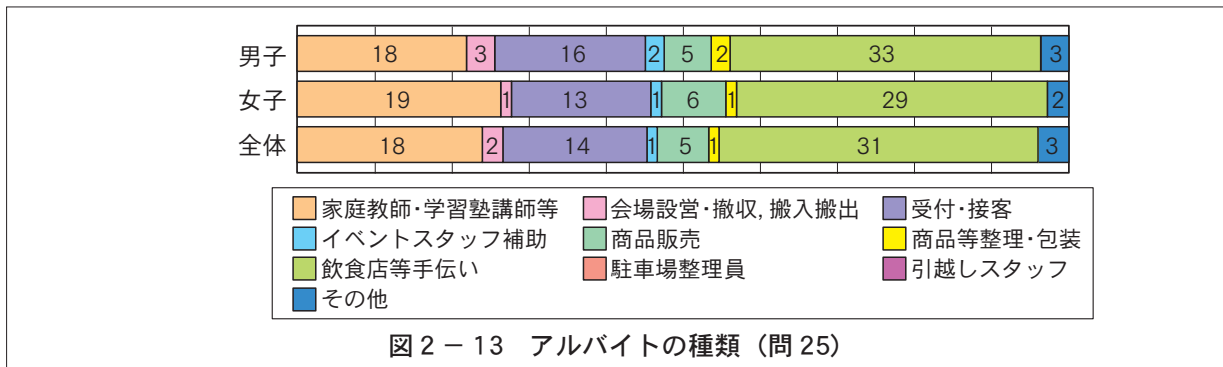 男子 18 3 16 2 5 2 33 3
女子 19 1 13 1 6 1 29 2
全体 18 2 14 1 5 1 31 3
家庭教師・学習塾講師等 会場設営・撤収, 搬入搬出 受付・接客
イベントスタッフ補助 商品販売 商品等整理・包装
飲食店等手伝い 駐車場整理員 引越しスタッフ
その他
図2－13 アルバイトの種類（問25）